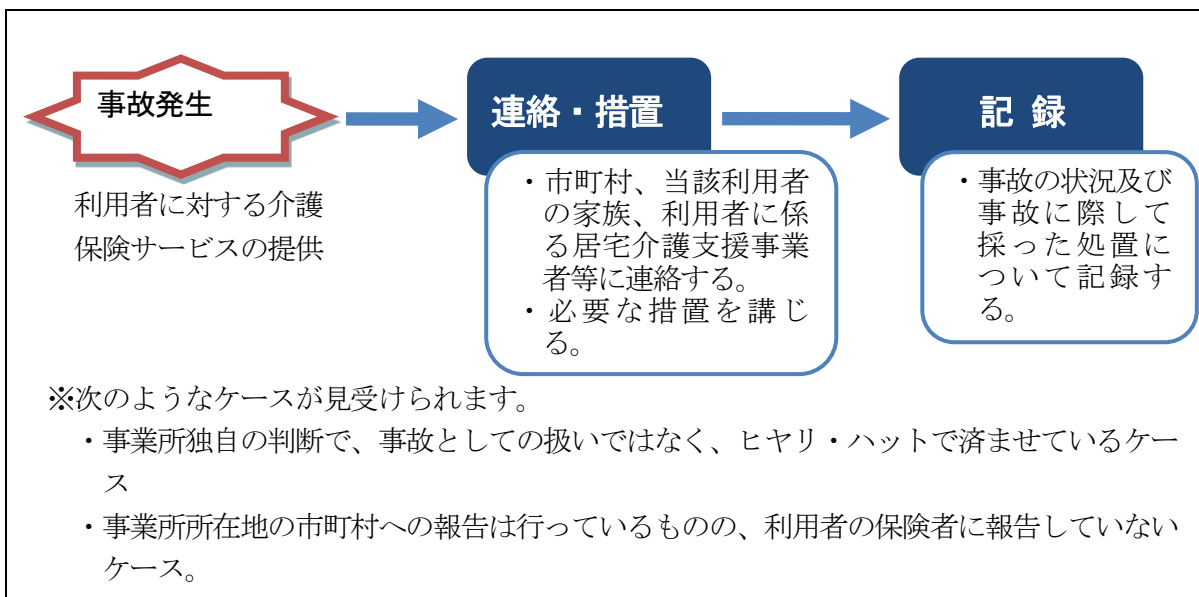 事故発生
利用者に対する介護
保険サービスの提供
連絡・措置
・市町村、当該利用者
の家族、利用者に係
る居宅介護支援事業
者等に連絡する。
・必要な措置を講じ
る。
記 録
・事故の状況及び
事故に際して
採った処置に
ついて記録す
る。
※次のようなケースが見受けられます。
・事業所独自の判断で、事故としての扱いではなく、ヒヤリ・ハットで済ませているケー
ス
・事業所所在地の市町村への報告は行っているものの、利用者の保険者に報告していない
ケース。